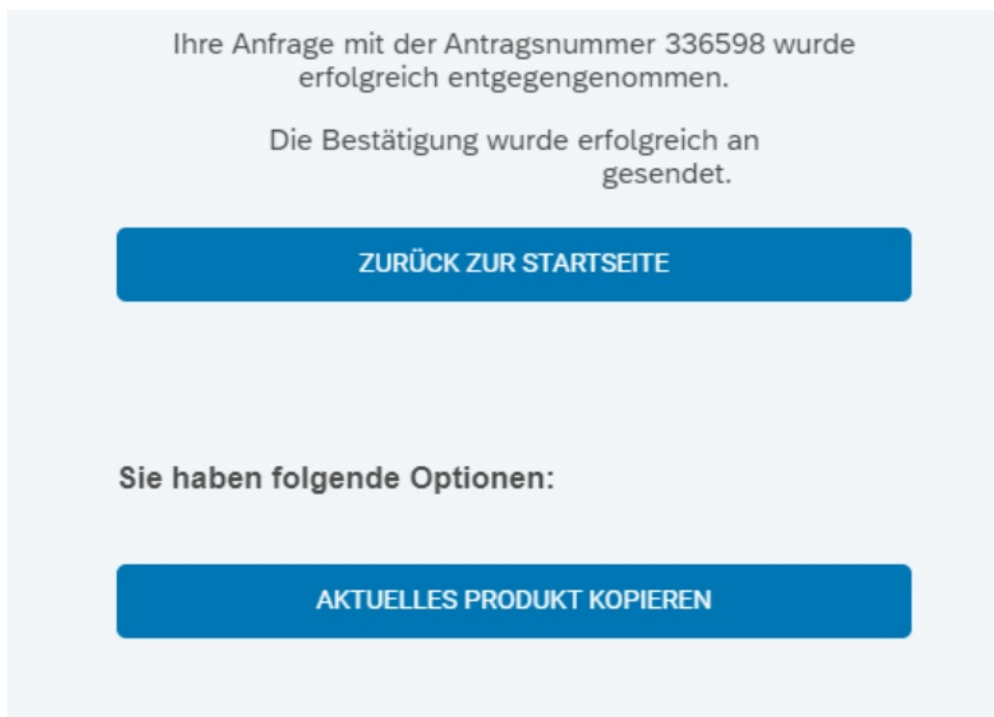 Ihre Anfrage mit der Antragsnummer 336598 wurde
erfolgreich entgegengenommen.
Die Bestätigung wurde erfolgreich an
gesendet.
ZURÜCK ZUR STARTSEITE
Sie haben folgende Optionen:
AKTUELLES PRODUKT KOPIEREN